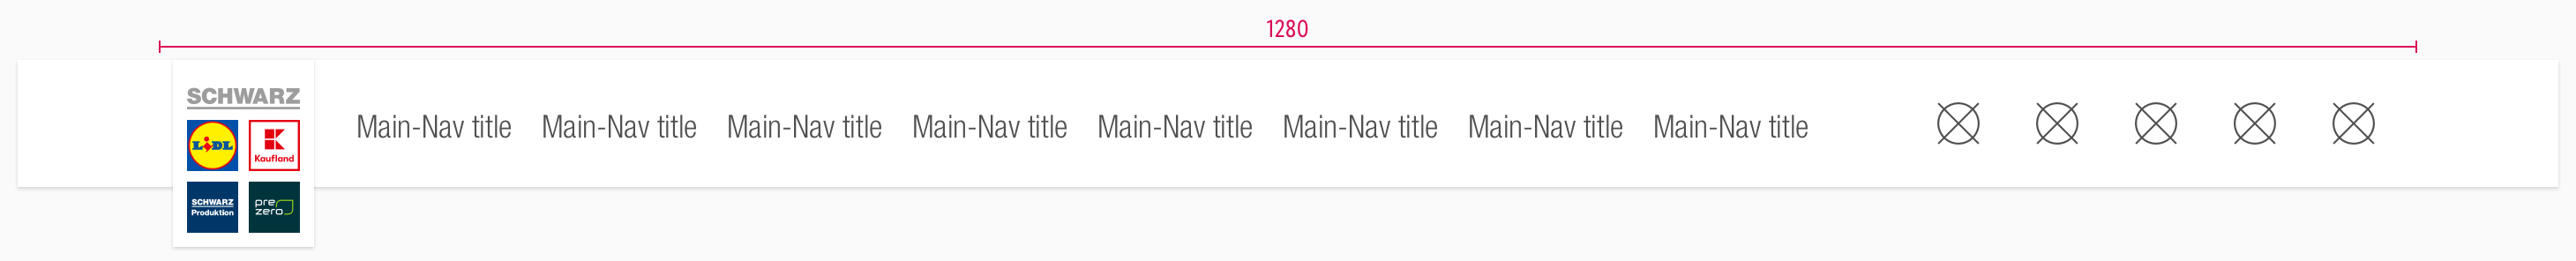 1280
SCHWARZ
LIDL
K
Kaufland
SCHWARZ
Produktion
pre
zero
Main-Nav title Main-Nav title Main-Nav title Main-Nav title Main-Nav title Main-Nav title Main-Nav title Main-Nav title